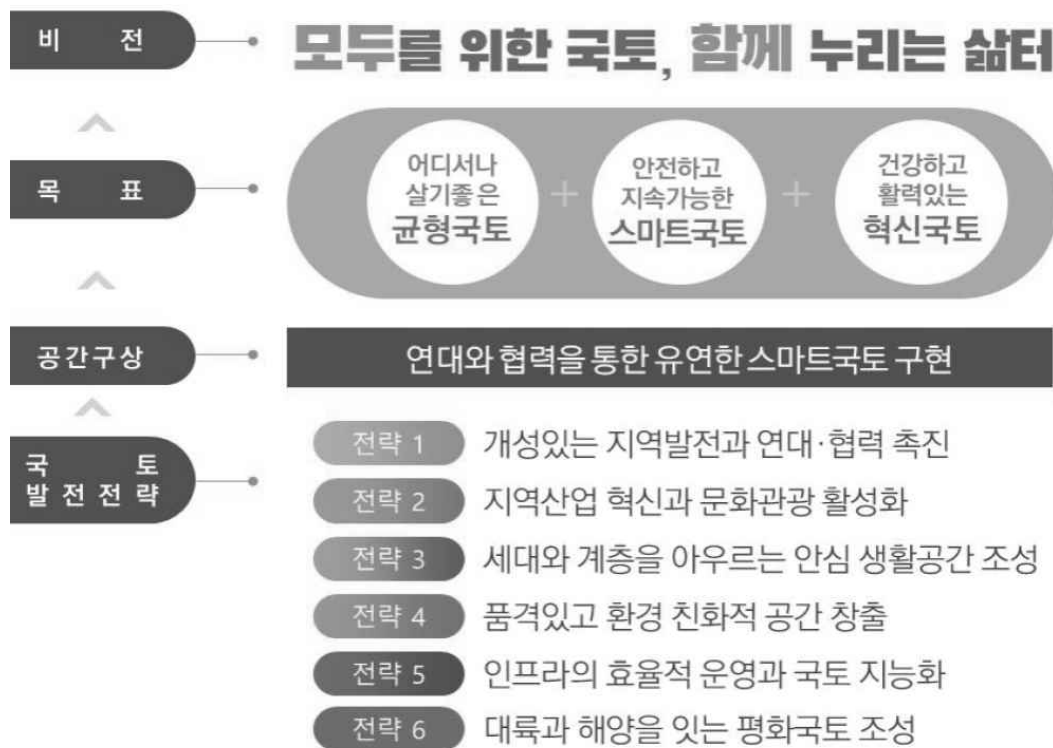 비 전
모두를 위한 국토, 함께 누리는 삶터
목 표
어디서나
살기좋은
균형국토
+
안전하고
지속가능한
스마트국토
+
건강하고
활력있는
혁신국토
공간구상
연대와 협력을 통한 유연한 스마트국토 구현
국 토
발 전 전 략
전략 1 개성있는 지역발전과 연대·협력 촉진
전략 2 지역산업 혁신과 문화관광 활성화
전략 3 세대와 계층을 아우르는 안심 생활공간 조성
전략 4 품격있고 환경 친화적 공간 창출
전략 5 인프라의 효율적 운영과 국토 지능화
전략 6 대륙과 해양을 잇는 평화국토 조성